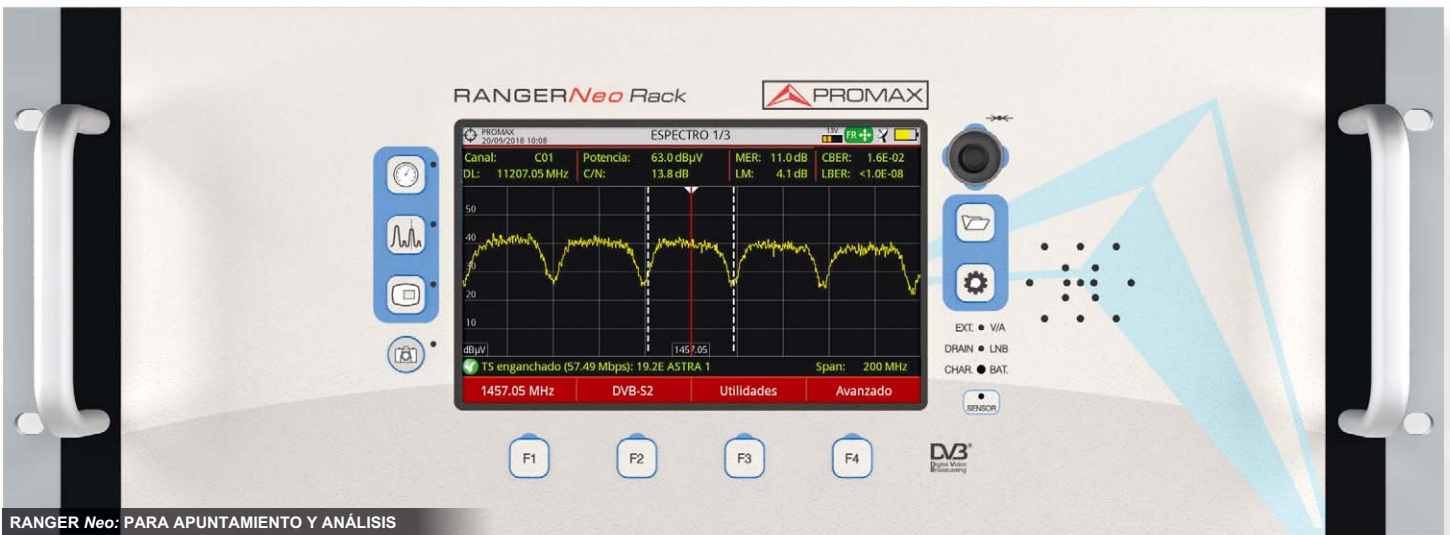 RANGERNeo Rack
PROMAX
PROMAX
20/09/2018 10:08
ESPECTRO 1/3
13V
FR
Canal: C01
Potencia: 63.0 dBµV
MER: 11.0 dB
CBER: 1.6E-02
DL: 11207.05 MHz
C/N: 13.8 dB
LM: 4.1 dB
LBER: <1.0E-08
50
40
30
20
10
dBµV
1457.05
TS enganchado (57.49 Mbps): 19.2E ASTRA 1
Span: 200 MHz
1457.05 MHz
DVB-S2
Utilidades
Avanzado
EXT. V/A
DRAIN LNB
CHAR. BAT.
SENSOR
F1
F2
F3
F4
DVB®
Digital Video
Broadcasting
RANGER Neo: PARA APUNTAMIENTO Y ANÁLISIS